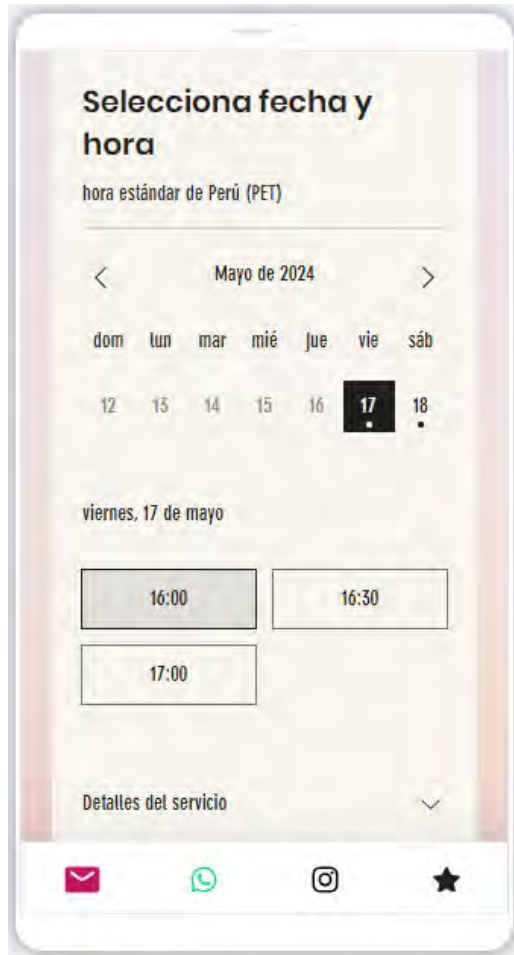 Selecciona fecha y
hora
hora estándar de Perú (PET)
Mayo de 2024
dom lun mar mié jue vie sáb
12 13 14 15 16 17 18
viernes, 17 de mayo
16:00 16:30
17:00
Detalles del servicio